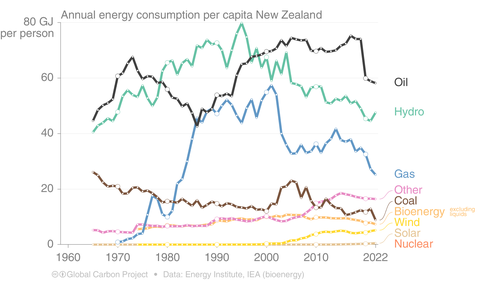 Annual energy consumption per capita New Zealand
80 GJ
per person
60
40
20
0
1960
1970
1980
1990
2000
2010
2022
Oil
Hydro
Gas
Other
Coal
Bioenergy excluding liquids
Wind
Solar
Nuclear
Global Carbon Project • Data: Energy Institute, IEA (bioenergy)